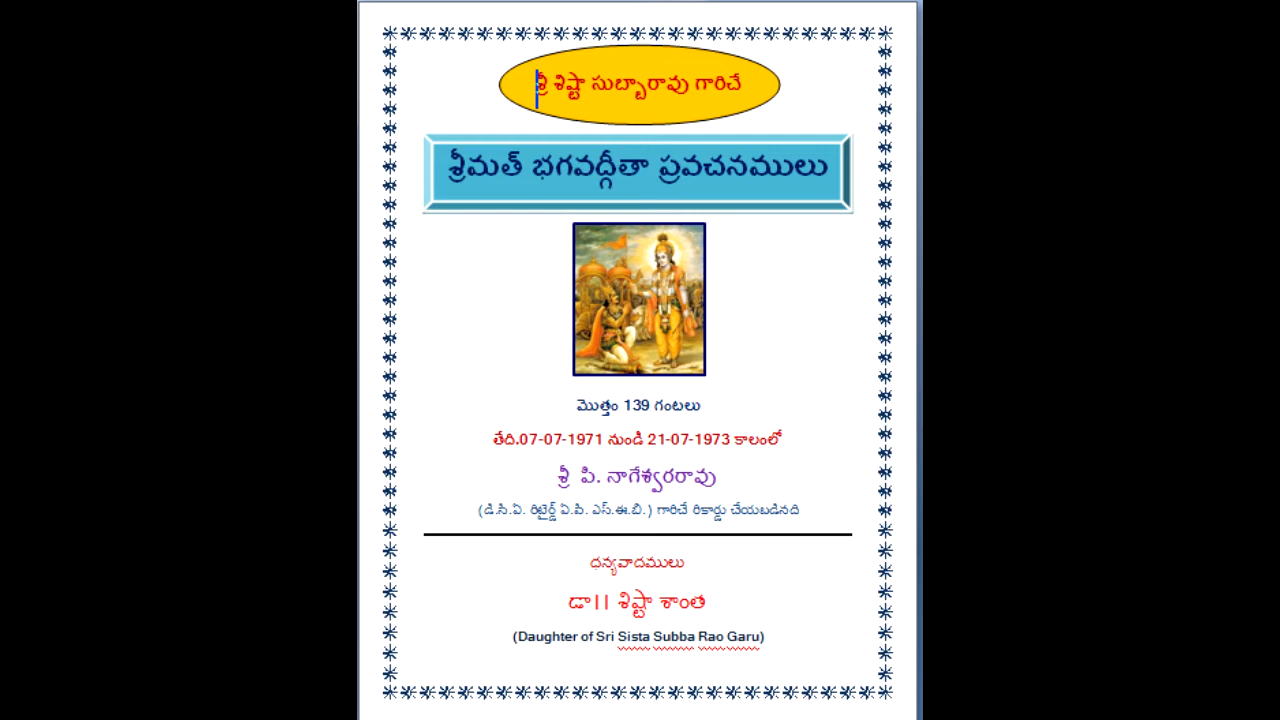 శ్రీ శిష్టా సుబ్బారావు గారిచే
శ్రీమత్ భగవద్గీతా ప్రవచనములు
మొత్తం 139 గంటలు
తేది.07-07-1971 నుండి 21-07-1973 కాలంలో
శ్రీ పి. నాగేశ్వరరావు
(డి.సి.ఏ. రిటైర్డ్ ఏ.పి. ఎస్.ఈ.బి.) గారిచే రికార్డు చేయబడినది
ధన్యవాదములు
డా|| శిష్టా శాంత
(Daughter of Sri Sista Subba Rao Garu)